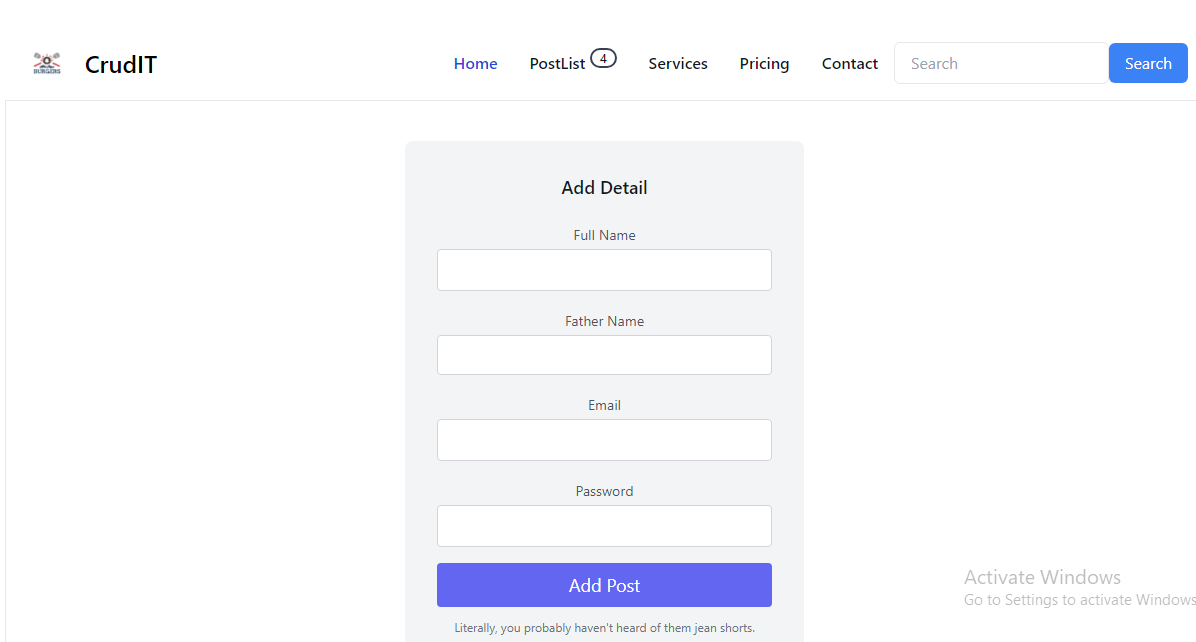 BURGERS
CrudIT
Home PostList 4 Services Pricing Contact Search Search
Add Detail
Full Name
Father Name
Email
Password
Add Post
Literally, you probably haven't heard of them jean shorts.
Activate Windows
Go to Settings to activate Windows